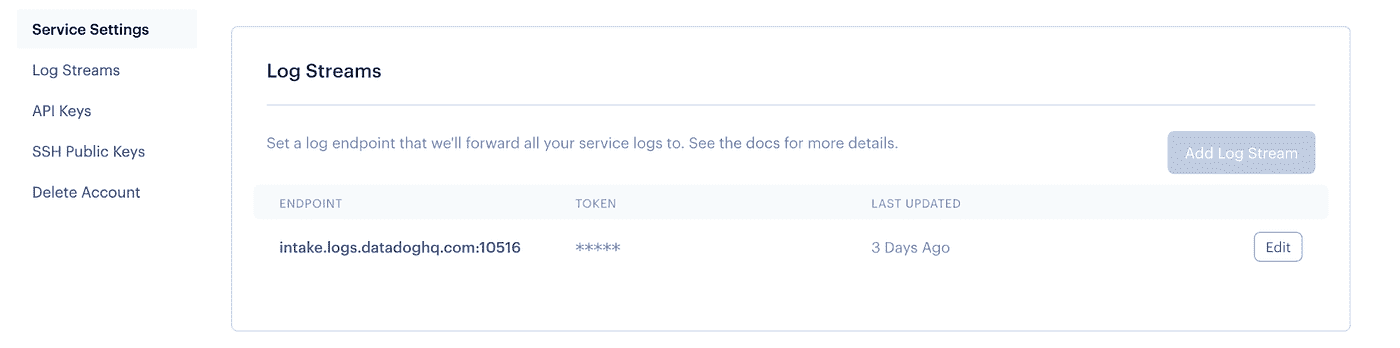 Service Settings
Log Streams
API Keys
SSH Public Keys
Delete Account
Log Streams
Set a log endpoint that we'll forward all your service logs to. See the docs for more details.
Add Log Stream
ENDPOINT TOKEN LAST UPDATED
intake.logs.datadoghq.com:10516 ***** 3 Days Ago Edit